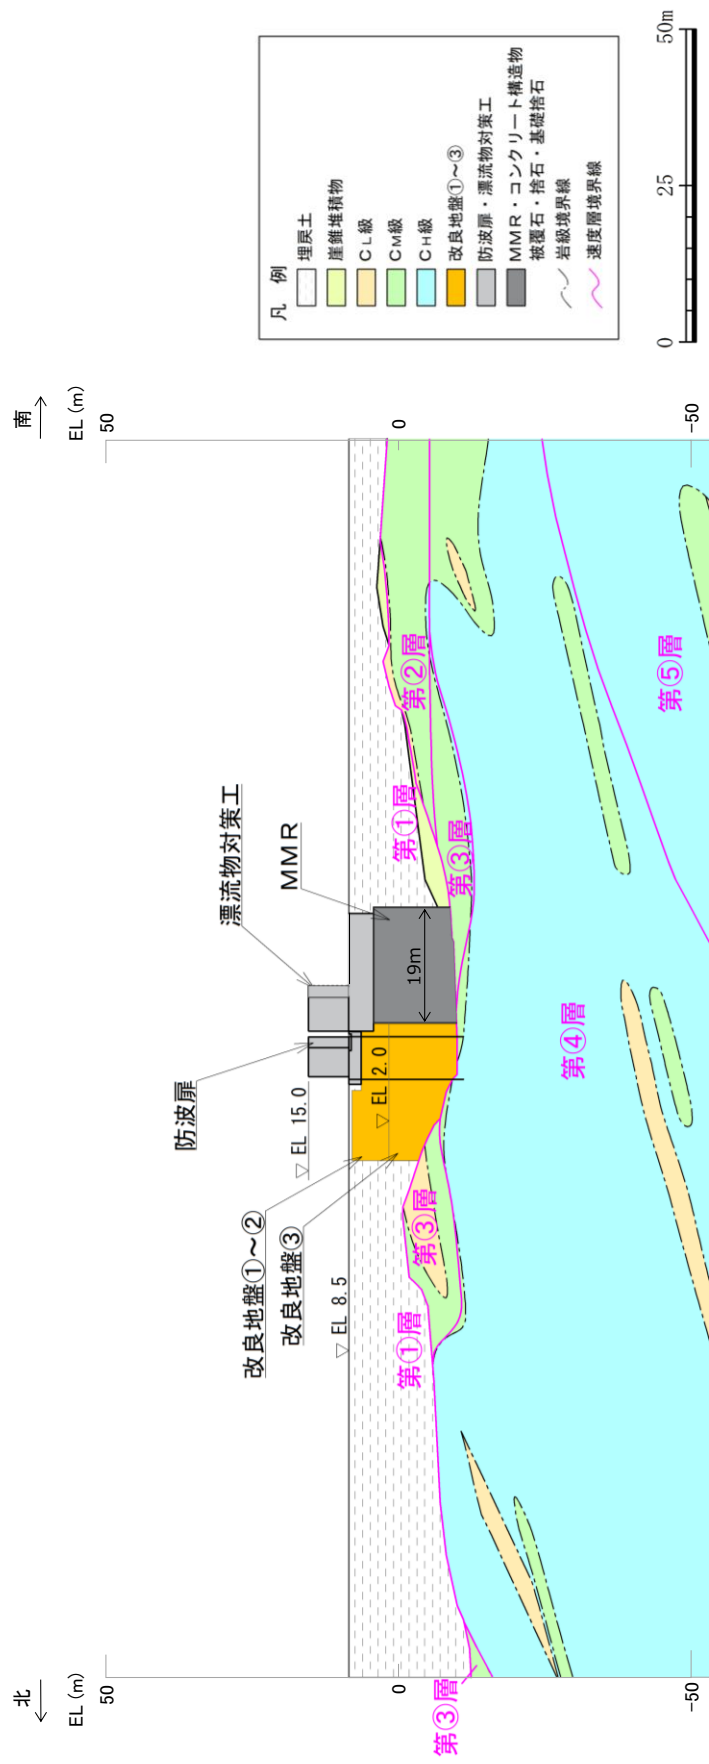 北
南
EL (m)
EL (m)
50
0
-50
50
0
-50
防波扉
漂流物対策工
MMR
改良地盤①~②
改良地盤③
▽ EL 15.0
▽ EL 8.5
▽ EL 2.0
19m
第①層
第①層
第②層
第③層
第③層
第③層
第④層
第⑤層
凡 例
埋戻土
崖錐堆積物
CL級
CM級
CH級
改良地盤①~③
防波扉・漂流物対策工
MMR・コンクリート構造物
被覆石・捨石・基礎捨石
岩級境界線
速度層境界線
0 25 50m